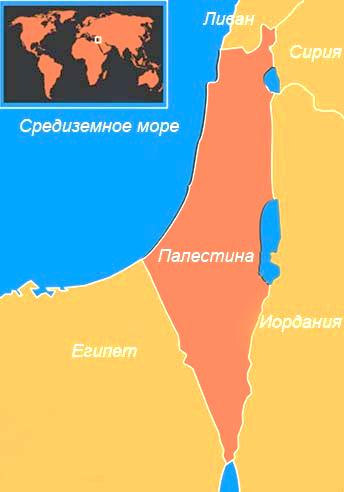 Ливан
Сирия
Средиземное море
Палестина
Иордания
Египет